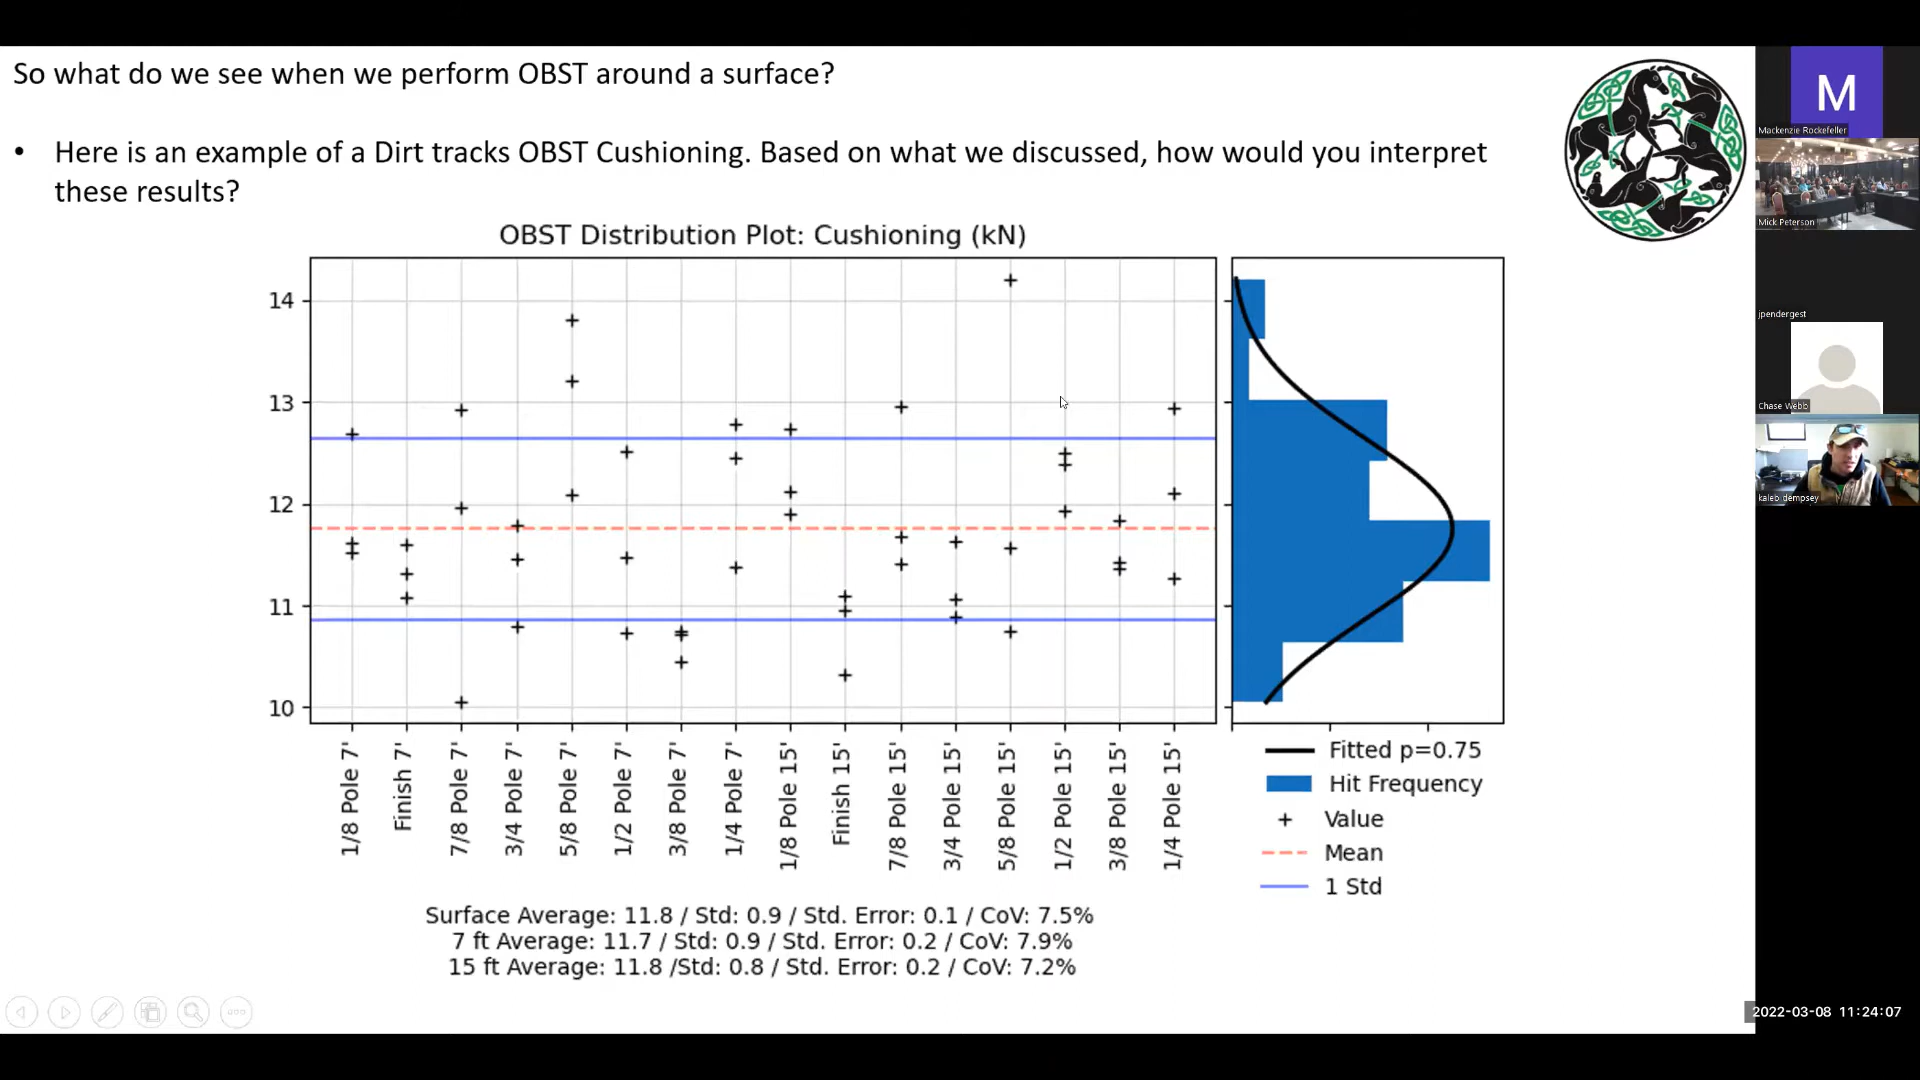 So what do we see when we perform OBST around a surface?
• Here is an example of a Dirt tracks OBST Cushioning. Based on what we discussed, how would you interpret
these results?
OBST Distribution Plot: Cushioning (kN)
14
13
12
11
10
1/8 Pole 7'
Finish 7'
7/8 Pole 7'
3/4 Pole 7'
5/8 Pole 7'
1/2 Pole 7'
3/8 Pole 7'
1/4 Pole 7'
1/8 Pole 15'
Finish 15'
7/8 Pole 15'
3/4 Pole 15'
5/8 Pole 15'
1/2 Pole 15'
3/8 Pole 15'
1/4 Pole 15'
Fitted p=0.75
Hit Frequency
Value
Mean
1 Std
Surface Average: 11.8 / Std: 0.9 / Std. Error: 0.1 / CoV: 7.5%
7 ft Average: 11.7 / Std: 0.9 / Std. Error: 0.2 / CoV: 7.9%
15 ft Average: 11.8 /Std: 0.8 / Std. Error: 0.2 / CoV: 7.2%
M
Mackenzie Rockefeller
Mick Peterson
jpendergest
Chase Webb
kaleb dempsey
2022-03-08 11:24:07